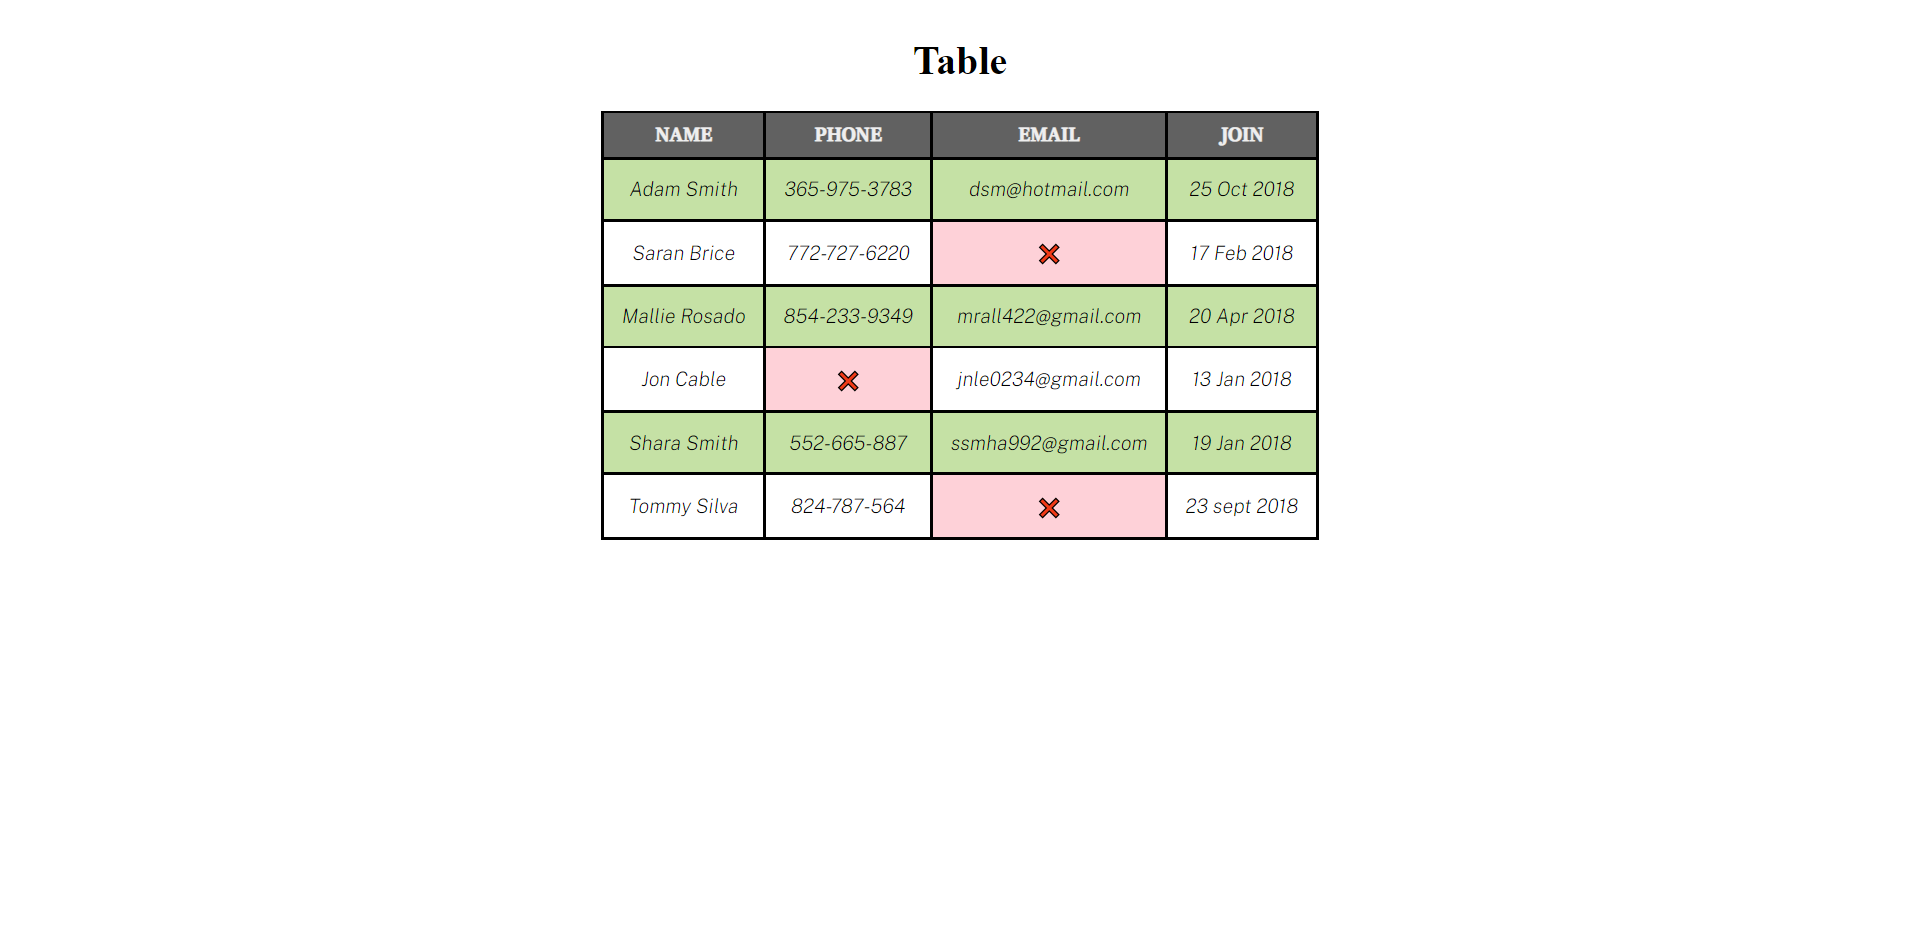 Table
NAME PHONE EMAIL JOIN
Adam Smith 365-975-3783 dsm@hotmail.com 25 Oct 2018
Saran Brice 772-727-6220 ❌ 17 Feb 2018
Mallie Rosado 854-233-9349 mrall422@gmail.com 20 Apr 2018
Jon Cable ❌ jnle0234@gmail.com 13 Jan 2018
Shara Smith 552-665-887 ssmha992@gmail.com 19 Jan 2018
Tommy Silva 824-787-564 ❌ 23 sept 2018